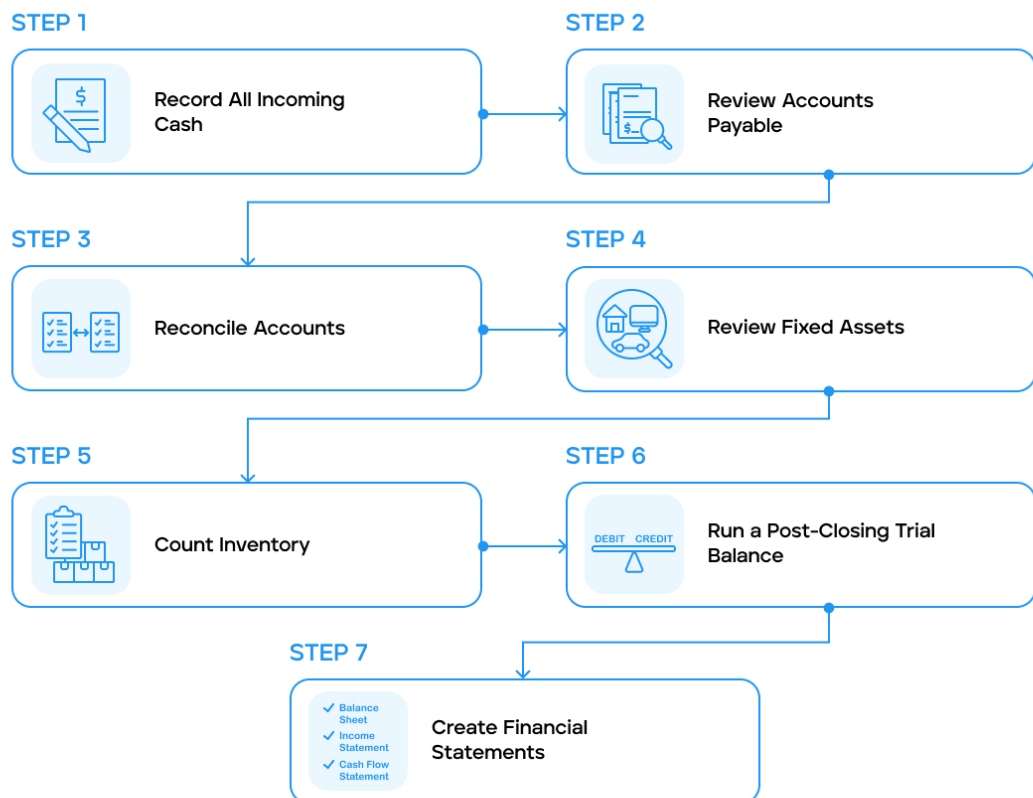 STEP 1
Record All Incoming
Cash
$
STEP 2
Review Accounts
Payable
$
STEP 3
Reconcile Accounts
STEP 4
Review Fixed Assets
STEP 5
Count Inventory
STEP 6
DEBIT CREDIT
Run a Post-Closing Trial
Balance
STEP 7
Balance
Sheet
Income
Statement
Cash Flow
Statement
Create Financial
Statements